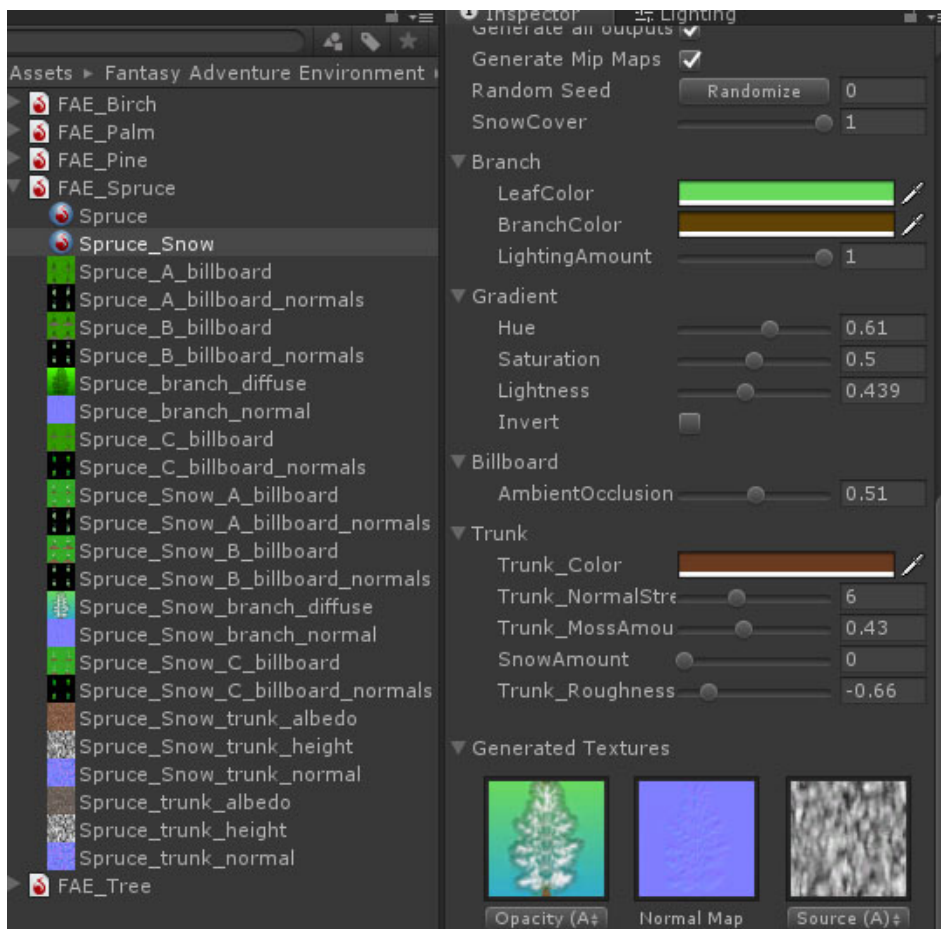 Inspector
Lighting
Assets ▸ Fantasy Adventure Environment ▸
FAE_Birch
FAE_Palm
FAE_Pine
FAE_Spruce
Spruce
Spruce_Snow
Spruce_A_billboard
Spruce_A_billboard_normals
Spruce_B_billboard
Spruce_B_billboard_normals
Spruce_branch_diffuse
Spruce_branch_normal
Spruce_C_billboard
Spruce_C_billboard_normals
Spruce_Snow_A_billboard
Spruce_Snow_A_billboard_normals
Spruce_Snow_B_billboard
Spruce_Snow_B_billboard_normals
Spruce_Snow_branch_diffuse
Spruce_Snow_branch_normal
Spruce_Snow_C_billboard
Spruce_Snow_C_billboard_normals
Spruce_Snow_trunk_albedo
Spruce_Snow_trunk_height
Spruce_Snow_trunk_normal
Spruce_trunk_albedo
Spruce_trunk_height
Spruce_trunk_normal
FAE_Tree
Generate all outputs
Generate Mip Maps
Random Seed Randomize 0
SnowCover 1
Branch
LeafColor
BranchColor
LightingAmount 1
Gradient
Hue 0.61
Saturation 0.5
Lightness 0.439
Invert
Billboard
AmbientOcclusion 0.51
Trunk
Trunk_Color
Trunk_NormalStre 6
Trunk_MossAmou 0.43
SnowAmount 0
Trunk_Roughness -0.66
Generated Textures
Opacity (A Normal Map Source (A)